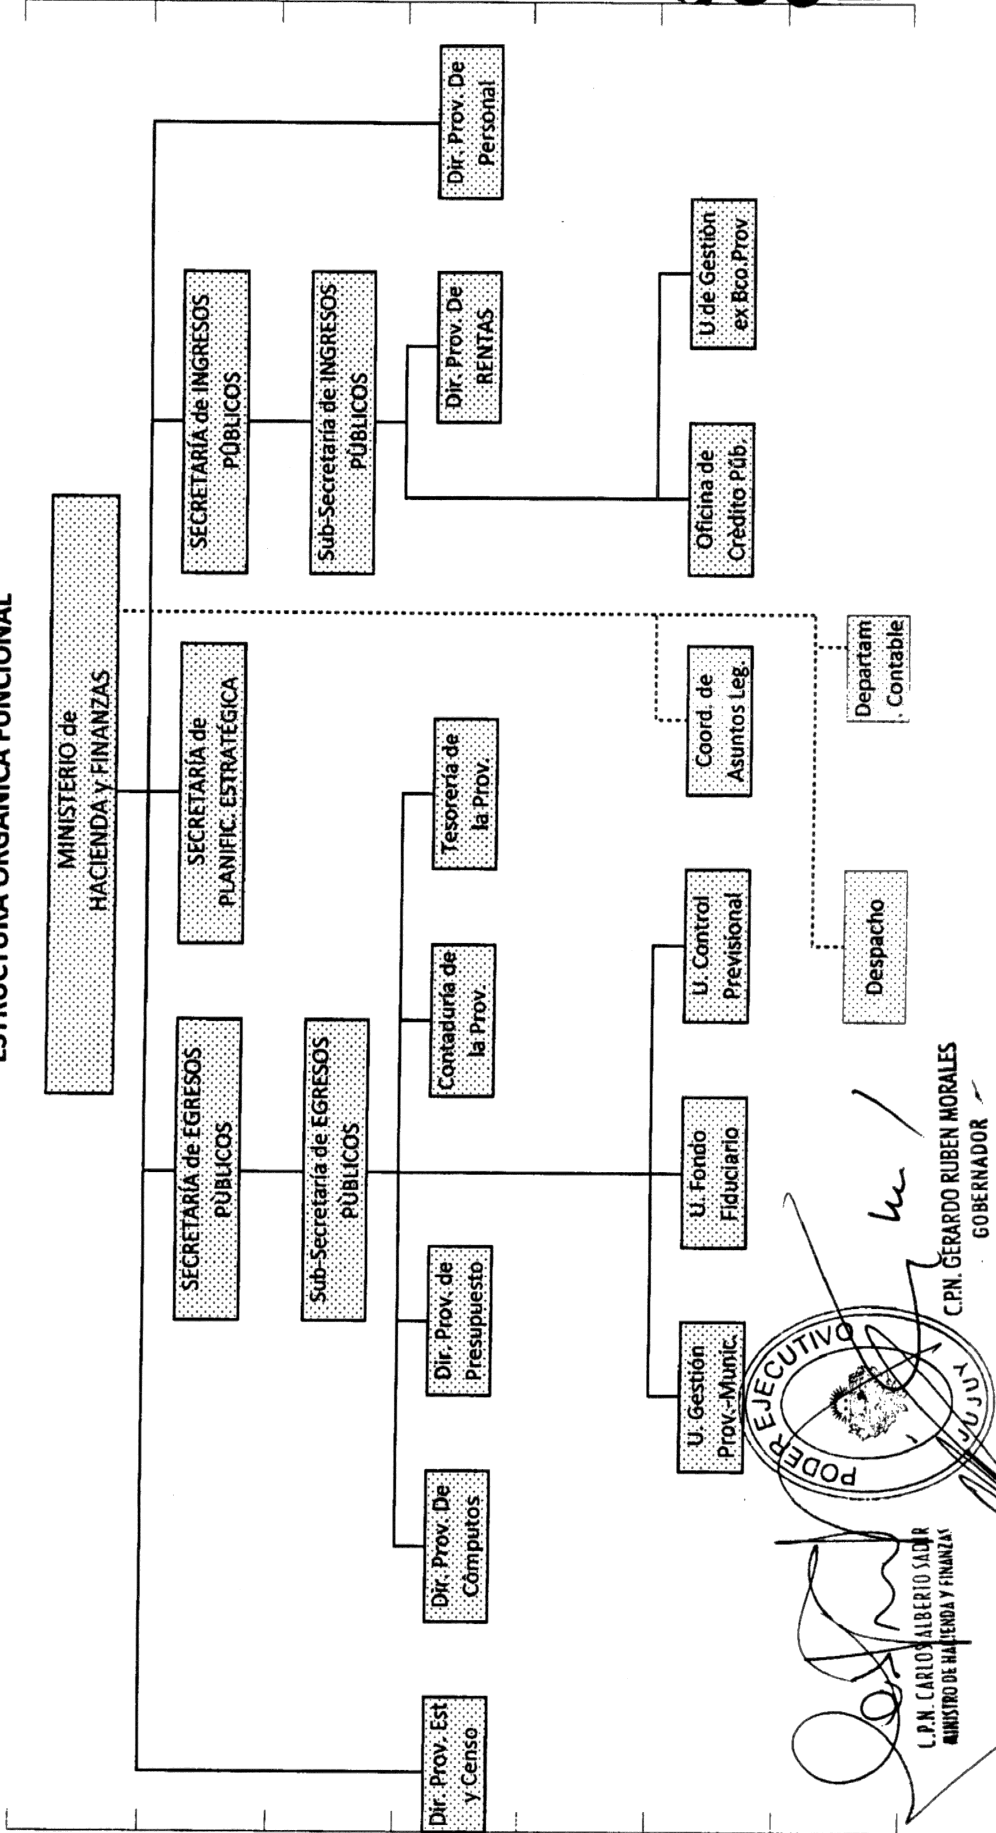 ESTRUCTURA ORGÁNICA FUNCIONAL
MINISTERIO de
HACIENDA y FINANZAS
SECRETARÍA de EGRESOS
PÚBLICOS
SECRETARÍA de
PLANIFIC. ESTRATÉGICA
SECRETARÍA de INGRESOS
PÚBLICOS
Sub-Secretaría de EGRESOS
PÚBLICOS
Sub-Secretaria de INGRESOS
PÚBLICOS
Dir. Prov. Est
y Censo
Dir. Prov. De
Cómputos
Dir. Prov. de
Presupuesto
Contaduría de
la Prov.
Tesorería de
la Prov.
Dir. Prov. De
RENTAS
Dir. Prov. De
Personal
U. Gestión
Prov.-Munic.
U. Fondo
Fiduciario
U. Control
Previsional
Coord. de
Asuntos Leg.
Oficina de
Crédito Púb.
U.de Gestión
ex Bco.Prov
Despacho
Departam
. Contable
PODER EJECUTIVO
JUJUY
C.P.N. CARLOS ALBERTO SADIR
MINISTRO DE HACIENDA Y FINANZAS
C.P.N. GERARDO RUBEN MORALES
GOBERNADOR